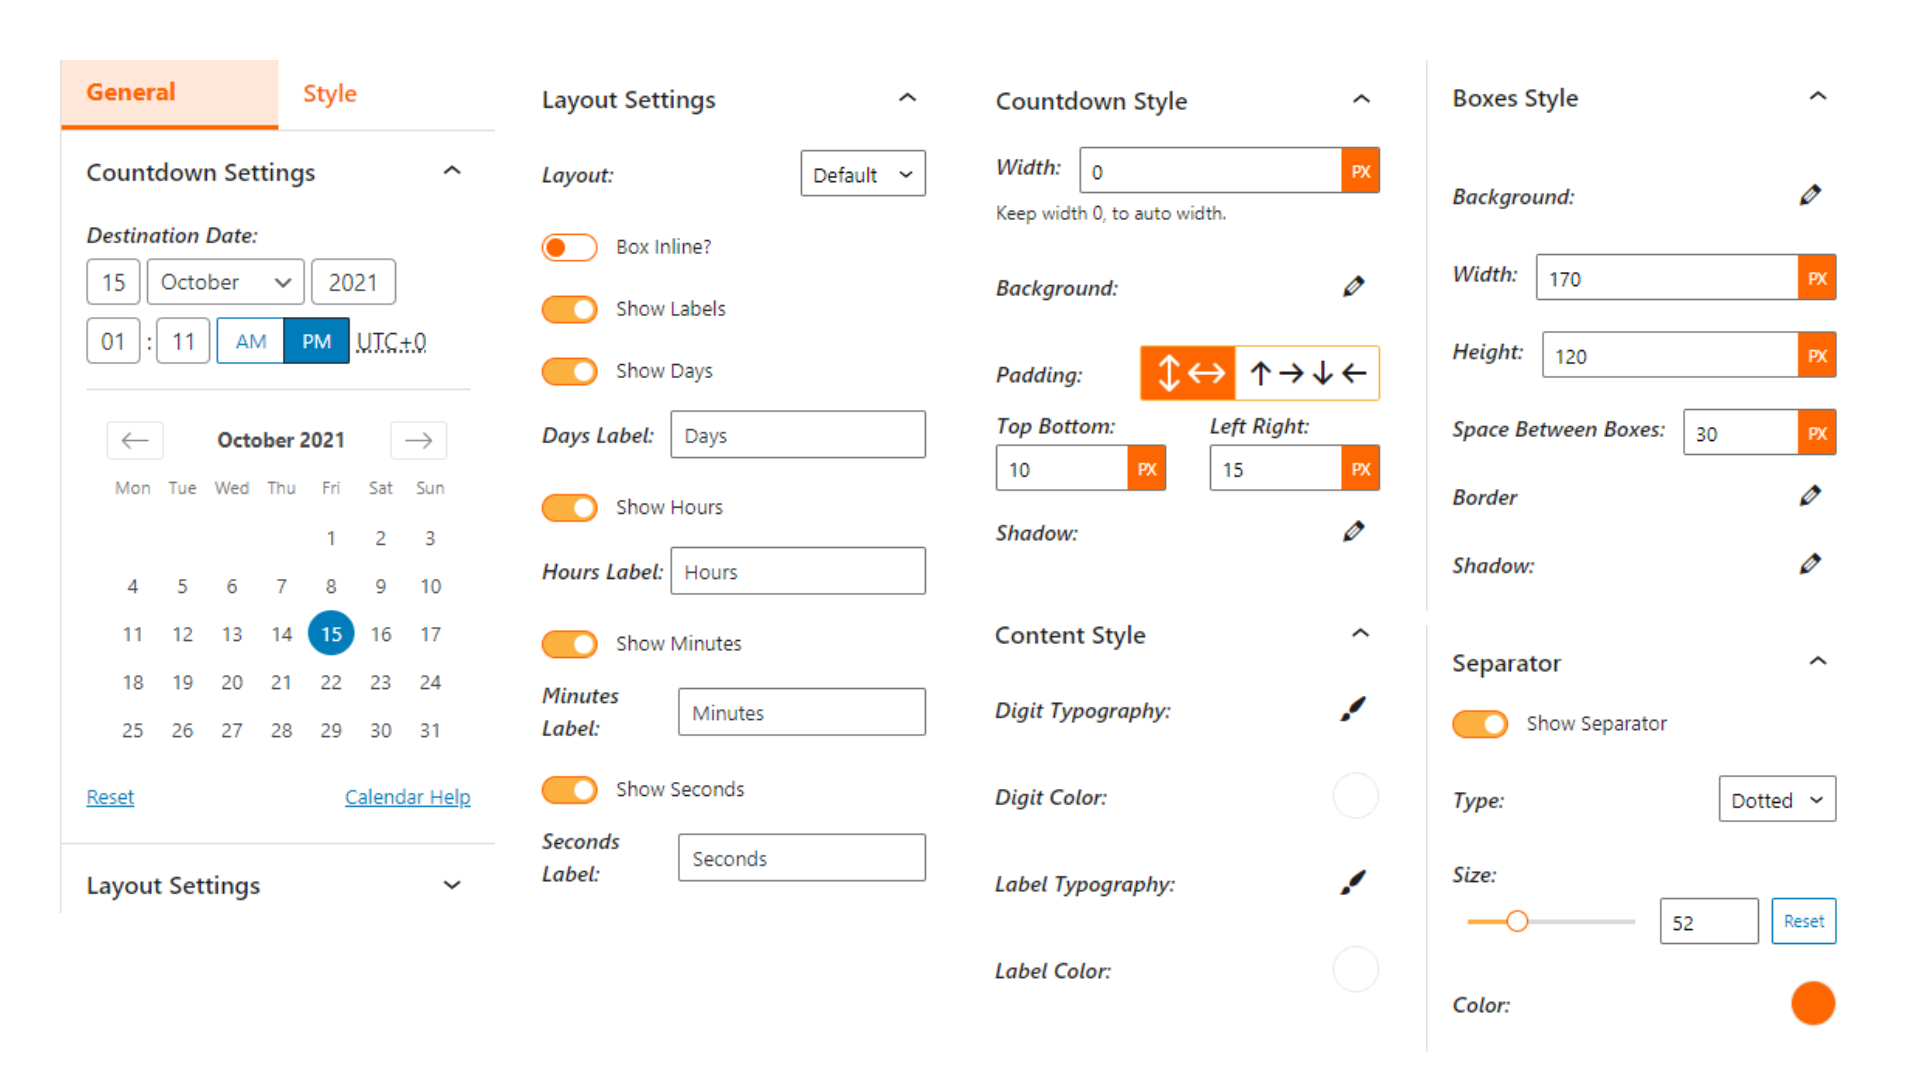 General Style
Countdown Settings
Destination Date:
15 October 2021
01 : 11 AM PM UTC+0
October 2021
Mon Tue Wed Thu Fri Sat Sun
1 2 3
4 5 6 7 8 9 10
11 12 13 14 15 16 17
18 19 20 21 22 23 24
25 26 27 28 29 30 31
Reset Calendar Help
Layout Settings
Layout Settings
Layout: Default
Box Inline?
Show Labels
Show Days
Days Label: Days
Show Hours
Hours Label: Hours
Show Minutes
Minutes
Label: Minutes
Show Seconds
Seconds
Label: Seconds
Countdown Style
Width: 0 PX
Keep width 0, to auto width.
Background:
Padding:
Top Bottom: Left Right:
10 PX 15 PX
Shadow:
Content Style
Digit Typography:
Digit Color:
Label Typography:
Label Color:
Boxes Style
Background:
Width: 170 PX
Height: 120 PX
Space Between Boxes: 30 PX
Border
Shadow:
Separator
Show Separator
Type: Dotted
Size:
52 Reset
Color: